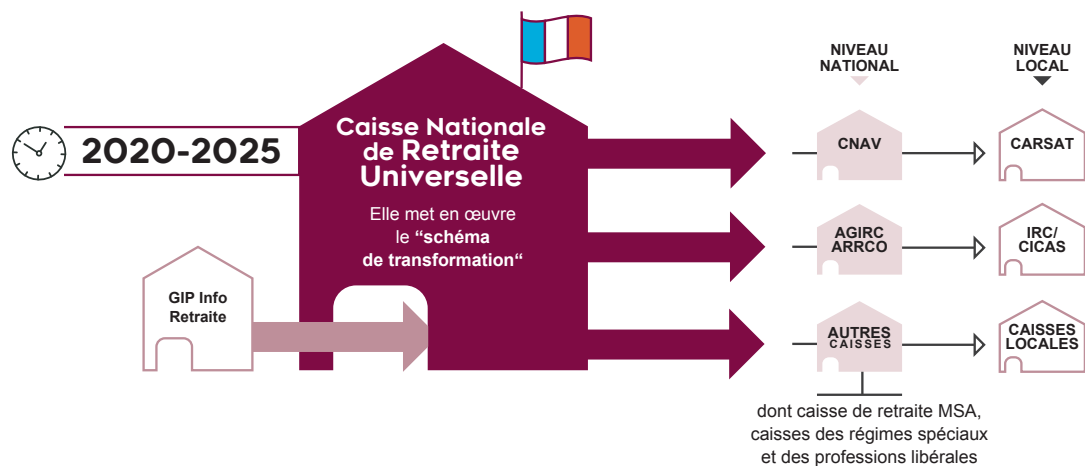 2020-2025
Caisse Nationale
de Retraite
Universelle
Elle met en œuvre
le “schéma
de transformation“
GIP Info
Retraite
NIVEAU
NATIONAL
NIVEAU
LOCAL
CNAV
CARSAT
AGIRC
ARRCO
IRC/
CICAS
AUTRES
CAISSES
CAISSES
LOCALES
dont caisse de retraite MSA,
caisses des régimes spéciaux
et des professions libérales